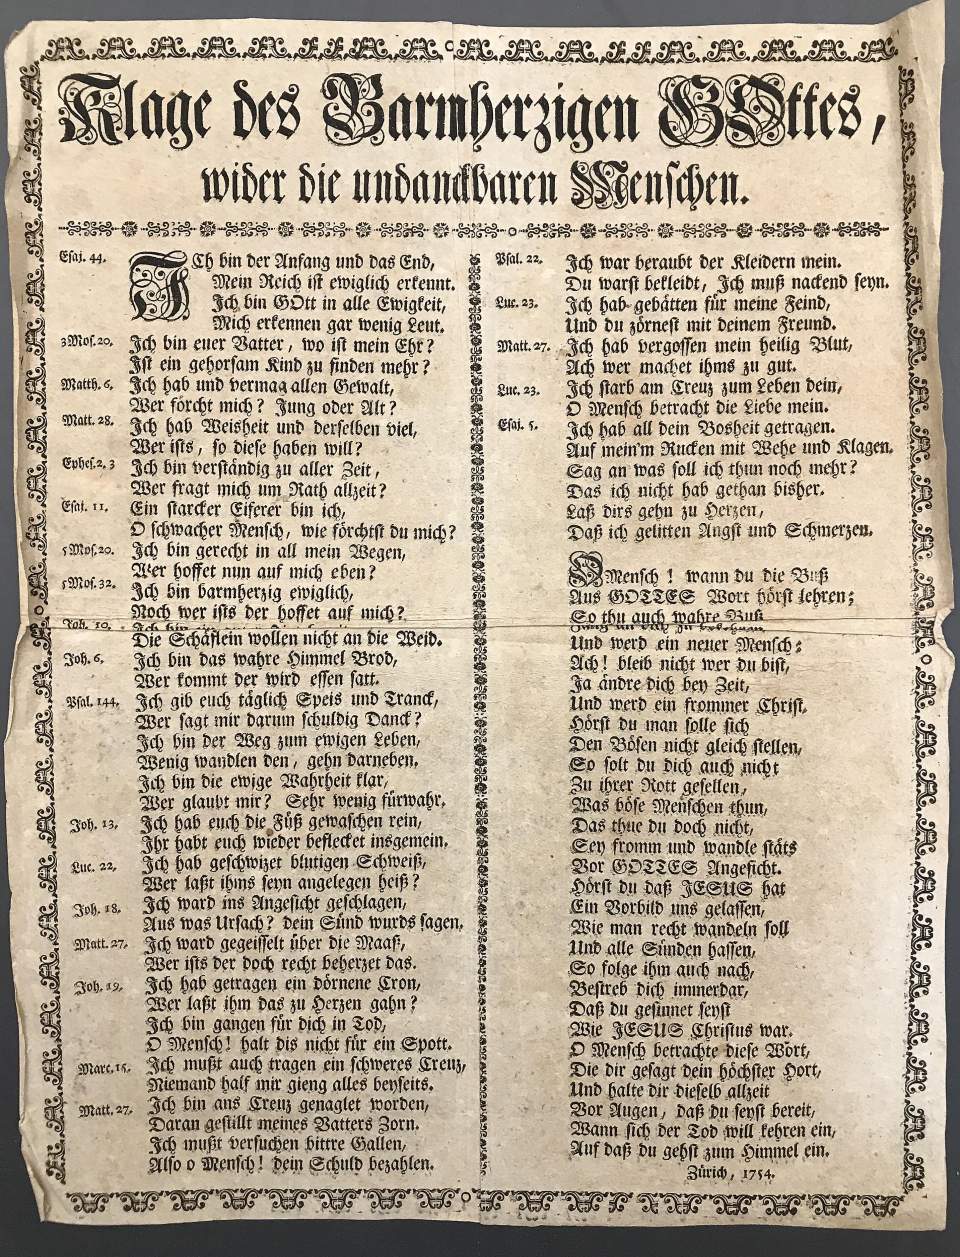 Klage des Barmherzigen GOttes,
wider die undanckbaren Menschen.
Esaj. 44. ICh bin der Anfang und das End,
Mein Reich ist ewiglich erkennt.
Ich bin GOtt in alle Ewigkeit,
Mich erkennen gar wenig Leut.
3 Mos. 20. Ich bin euer Vatter, wo ist mein Ehr?
Ist ein gehorsam Kind zu finden mehr?
Matth. 6. Ich hab und vermag allen Gewalt,
Wer förcht mich? Jung oder Alt?
Matt. 28. Ich hab Weisheit und derselben viel,
Wer ists, so diese haben will?
Ephes. 2. 3 Ich bin verständig zu aller Zeit,
Wer fragt mich um Rath allzeit?
Esai. 11. Ein starcker Eiferer bin ich,
O schwacher Mensch, wie förchtst du mich?
5 Mos. 20. Ich bin gerecht in all mein Wegen,
Wer hoffet nun auf mich eben?
5 Mos. 32. Ich bin barmherzig ewiglich,
Noch wer ists der hoffet auf mich?
Joh. 10. Ich bin
Die Schäflein wollen nicht an die Weid.
Joh. 6. Ich bin das wahre Himmel Brod,
Wer kommt der wird essen satt.
Psal. 144. Ich gib euch täglich Speis und Tranck,
Wer sagt mir darum schuldig Danck?
Ich bin der Weg zum ewigen Leben,
Wenig wandlen den, gehn darneben.
Ich bin die ewige Wahrheit klar,
Wer glaubt mir? Sehr wenig fürwahr.
Joh. 13. Ich hab euch die Füß gewaschen rein,
Ihr habt euch wieder beflecket insgemein.
Luc. 22. Ich hab geschwizet blutigen Schweiß,
Wer laßt ihms seyn angelegen heiß?
Joh. 18. Ich ward ins Angesicht geschlagen,
Aus was Ursach? dein Sünd wurds sagen.
Matt. 27. Ich ward gegeisselt über die Maaß,
Wer ists der doch recht beherzet das.
Joh. 19. Ich hab getragen ein dörnene Cron,
Wer laßt ihm das zu Herzen gahn?
Ich bin gangen für dich in Tod,
O Mensch! halt dis nicht für ein Spott.
Marc. 15. Ich mußt auch tragen ein schweres Creuz,
Niemand half mir gieng alles beyseits.
Matt. 27. Ich bin ans Creuz genaglet worden,
Daran gestillt meines Vatters Zorn.
Ich mußt versuchen bittre Gallen,
Also o Mensch! dein Schuld bezahlen.
Psal. 22. Ich war beraubt der Kleidern mein.
Du warst bekleidt, Ich muß nackend seyn.
Luc. 23. Ich hab gebätten für meine Feind,
Und du zörnest mit deinem Freund.
Matt. 27. Ich hab vergossen mein heilig Blut,
Ach wer machet ihms zu gut.
Luc. 23. Ich starb am Creuz zum Leben dein,
O Mensch betracht die Liebe mein.
Esaj. 5. Ich hab all dein Bosheit getragen.
Auf mein'm Rucken mit Wehe und Klagen.
Sag an was soll ich thun noch mehr?
Das ich nicht hab gethan bisher.
Laß dirs gehn zu Herzen,
Daß ich gelitten Angst und Schmerzen.
O Mensch! wann du die Buß
Aus GOTTES Wort hörst lehren;
So thu auch wahre Buß
Und werd ein neuer Mensch;
Ach! bleib nicht wer du bist,
Ja ändre dich bey Zeit,
Und werd ein frommer Christ.
Hörst du man solle sich
Den Bösen nicht gleich stellen,
So solt du dich auch nicht
Zu ihrer Rott gesellen,
Was böse Menschen thun,
Das thue du doch nicht,
Sey fromm und wandle stäts
Vor GOTTES Angesicht.
Hörst du daß JESUS hat
Ein Vorbild uns gelassen,
Wie man recht wandeln soll
Und alle Sünden hassen,
So folge ihm auch nach,
Bestreb dich immerdar,
Daß du gesinnet seyst
Wie JESUS Christus war.
O Mensch betrachte diese Wort,
Die dir gesagt dein höchster Hort,
Und halte dir dieselb allzeit
Vor Augen, daß du seyst bereit,
Wann sich der Tod will kehren ein,
Auf daß du gehst zum Himmel ein.
Zürich, 1754.